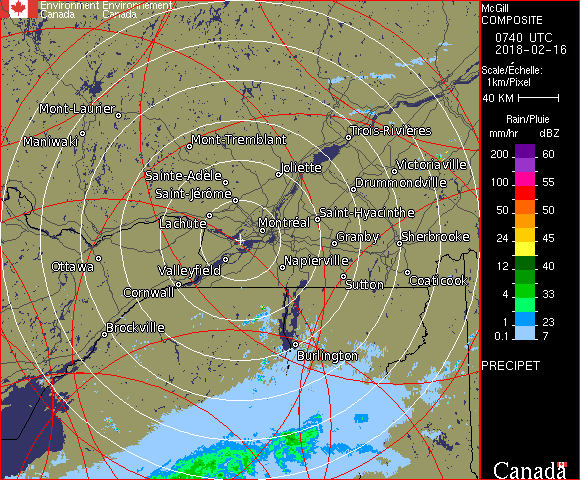 Environment Environnement
Canada Canada
McGill
COMPOSITE
0740 UTC
2018-02-16
Scale/Échelle:
1km/Pixel
40 KM
Rain/Pluie
mm/hr dBZ
200 60
100 55
50 50
24 45
12 40
4 33
1 23
0.1 7
PRECIPET
Canada
Mont-Laurier
Maniwaki
Mont-Tremblant
Trois-Rivières
Joliette
Victoriaville
Sainte-Adèle
Drummondville
Saint-Jérôme
Saint-Hyacinthe
Lachute
Montréal
Granby
Sherbrooke
Ottawa
Valleyfield
Napierville
Cornwall
Sutton
Coaticook
Brockville
Burlington